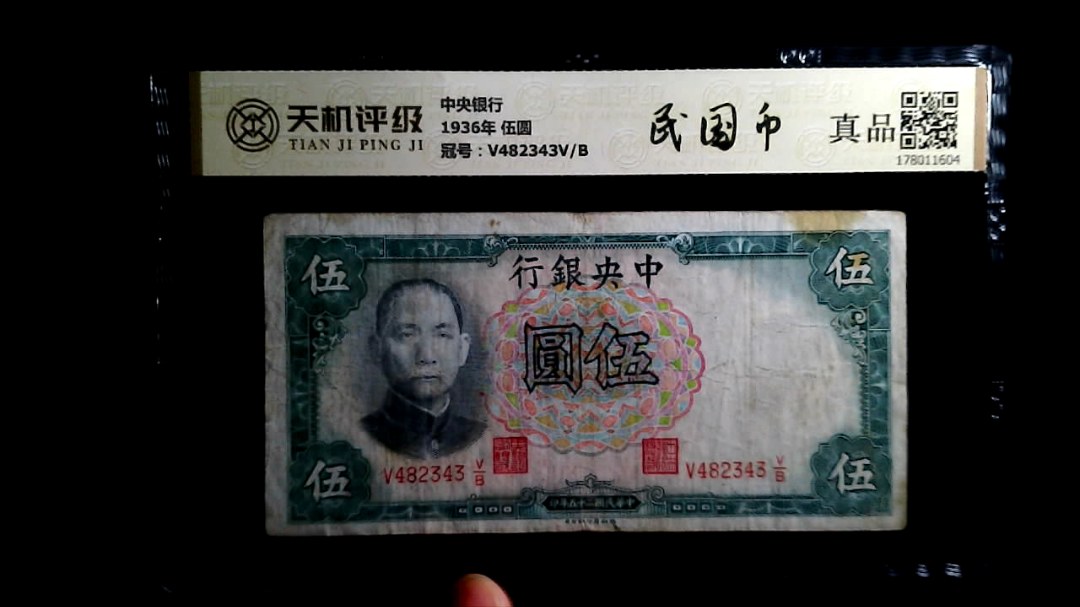 天机评级
TIAN JI PING JI
中央银行
1936年 伍圆
冠号：V482343V/B
民国币
真品
178011604
伍
行銀央中
伍
圓伍
V482343 V/B
V482343 V/B
伍
伍